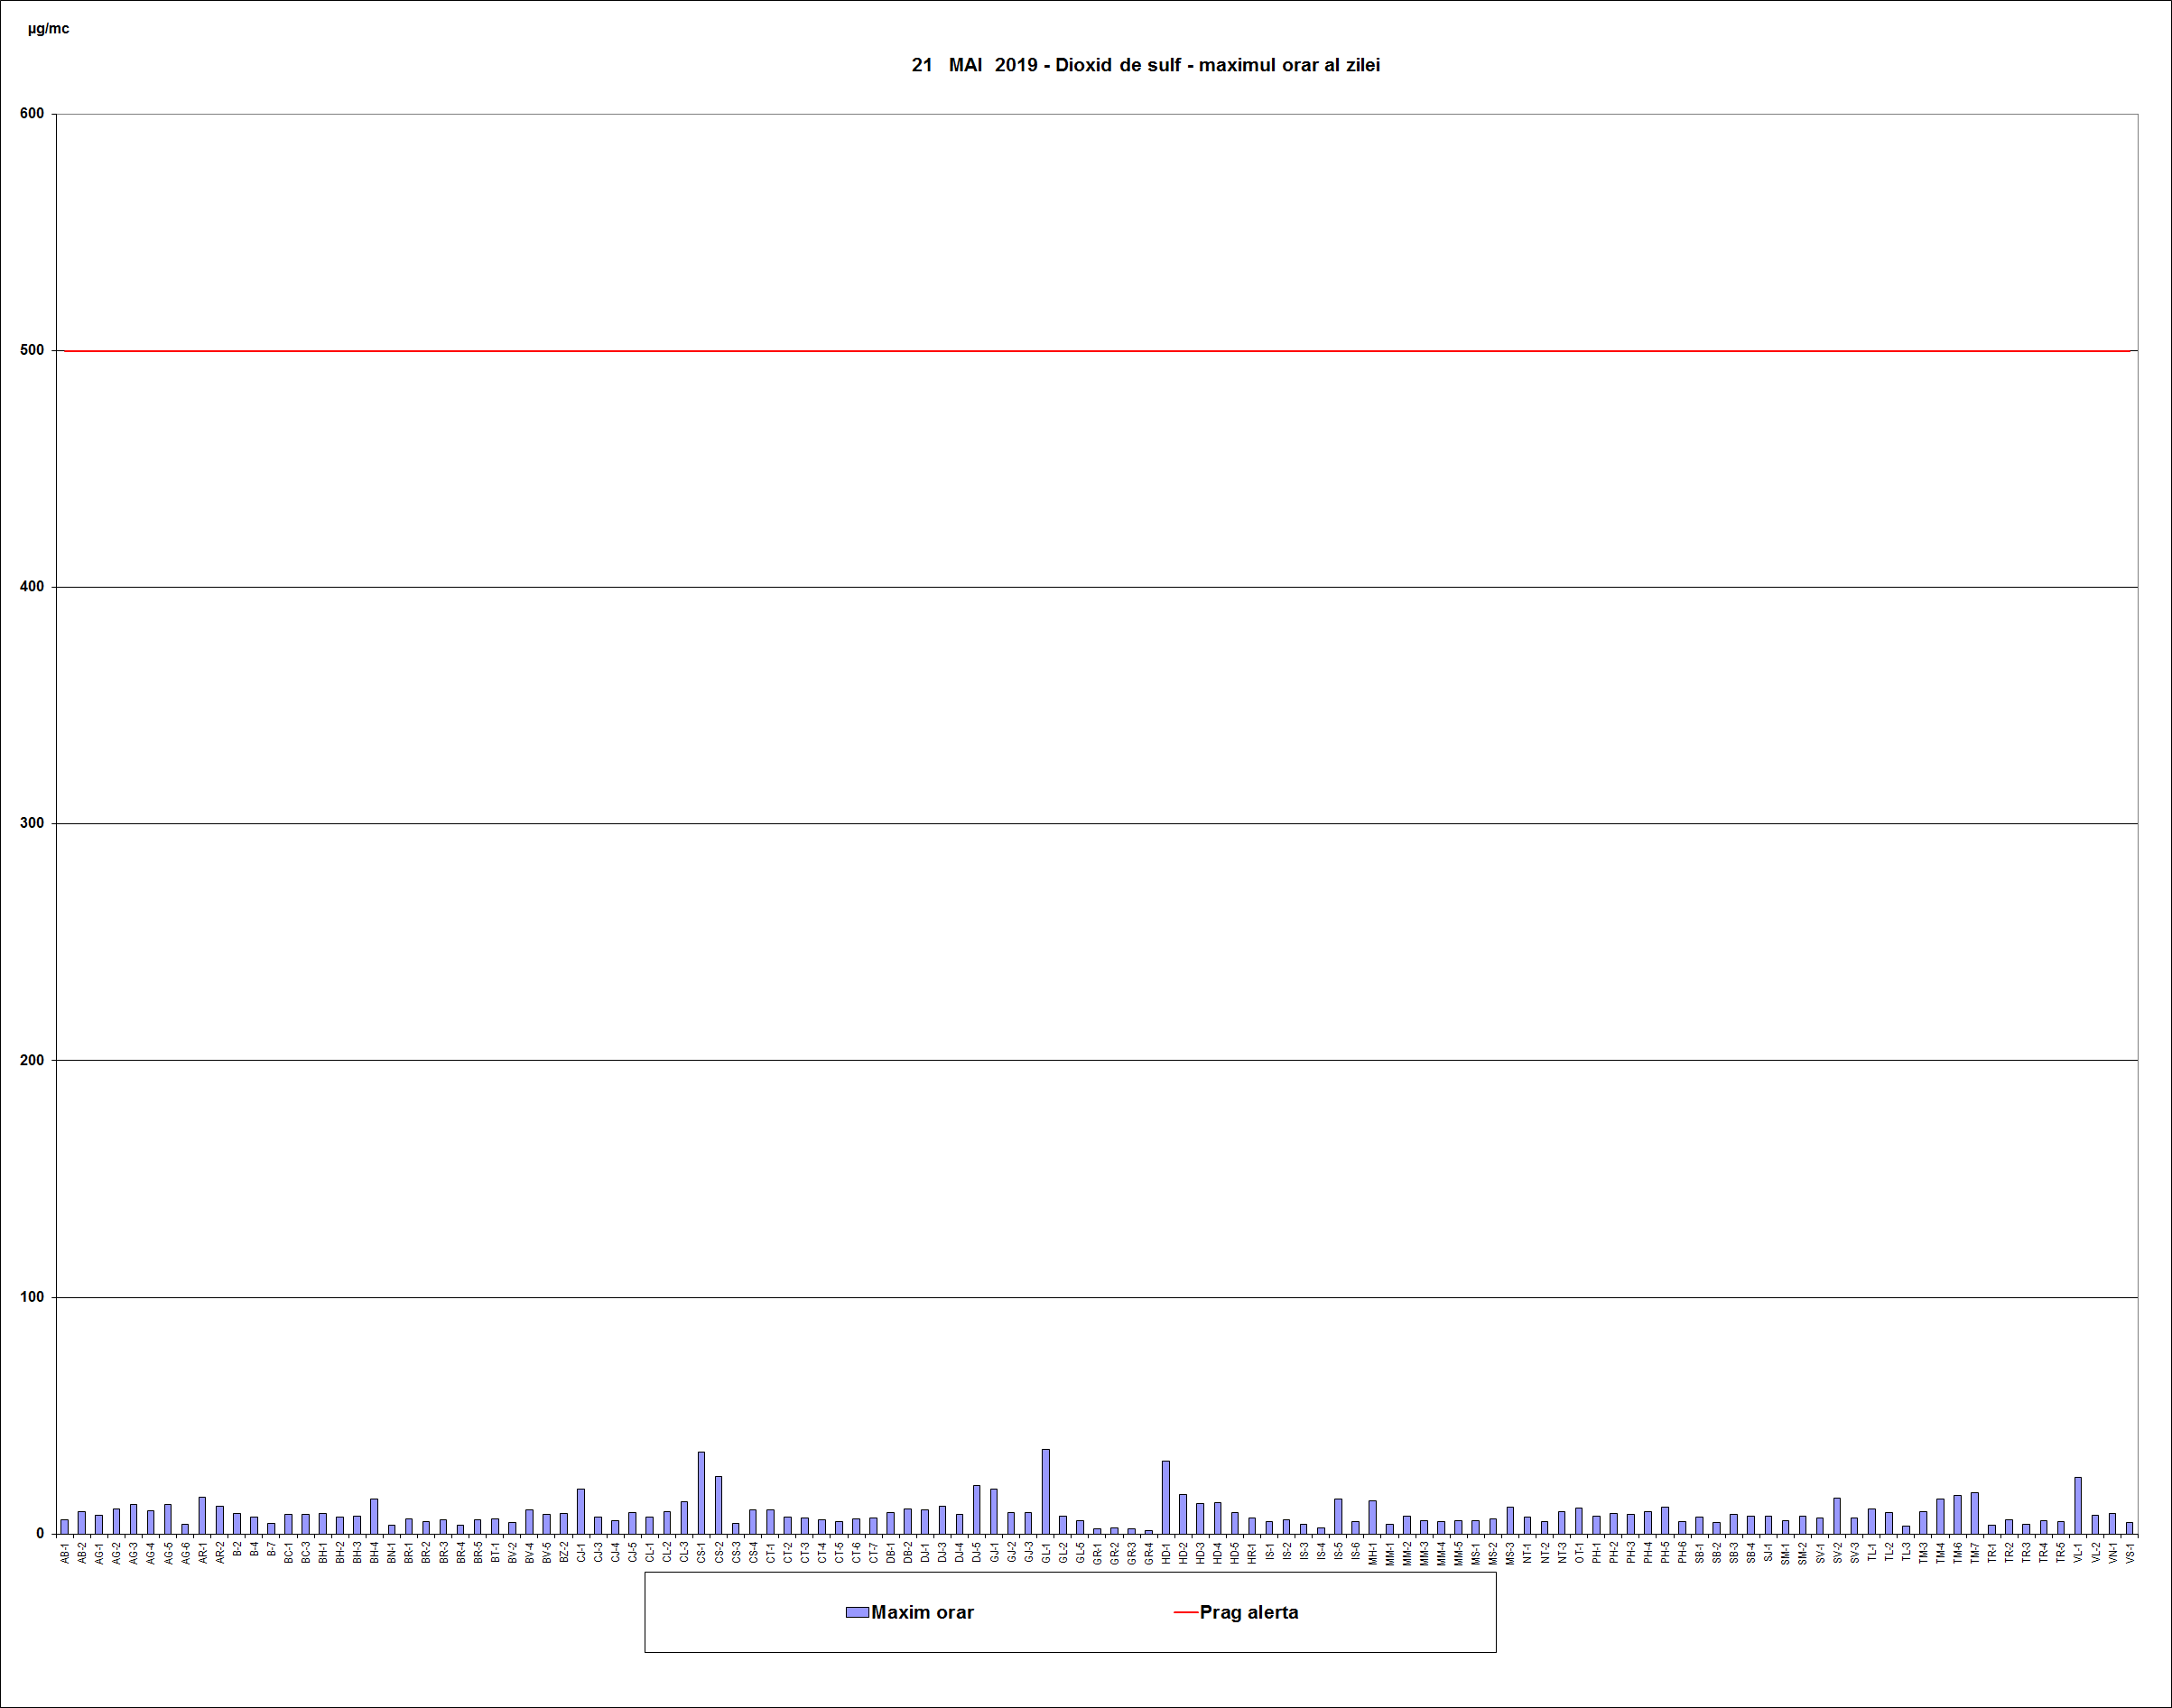 µg/mc
21 MAI 2019 - Dioxid de sulf - maximul orar al zilei
600
500
400
300
200
100
0
AB-1
AB-2
AG-1
AG-2
AG-3
AG-4
AG-5
AG-6
AR-1
AR-2
B-2
B-4
B-7
BC-1
BC-3
BH-1
BH-2
BH-3
BH-4
BN-1
BR-1
BR-2
BR-3
BR-4
BR-5
BT-1
BV-2
BV-4
BV-5
BZ-2
CJ-1
CJ-3
CJ-4
CJ-5
CL-1
CL-2
CL-3
CS-1
CS-2
CS-3
CS-4
CT-1
CT-2
CT-3
CT-4
CT-5
CT-6
CT-7
DB-1
DB-2
DJ-1
DJ-3
DJ-4
DJ-5
GJ-1
GJ-2
GJ-3
GL-1
GL-2
GL-5
GR-1
GR-2
GR-3
GR-4
HD-1
HD-2
HD-3
HD-4
HD-5
HR-1
IS-1
IS-2
IS-3
IS-4
IS-5
IS-6
MH-1
MM-1
MM-2
MM-3
MM-4
MM-5
MS-1
MS-2
MS-3
NT-1
NT-2
NT-3
OT-1
PH-1
PH-2
PH-3
PH-4
PH-5
PH-6
SB-1
SB-2
SB-3
SB-4
SJ-1
SM-1
SM-2
SV-1
SV-2
SV-3
TL-1
TL-2
TL-3
TM-3
TM-4
TM-6
TM-7
TR-1
TR-2
TR-3
TR-4
TR-5
VL-1
VL-2
VN-1
VS-1
Maxim orar
Prag alerta